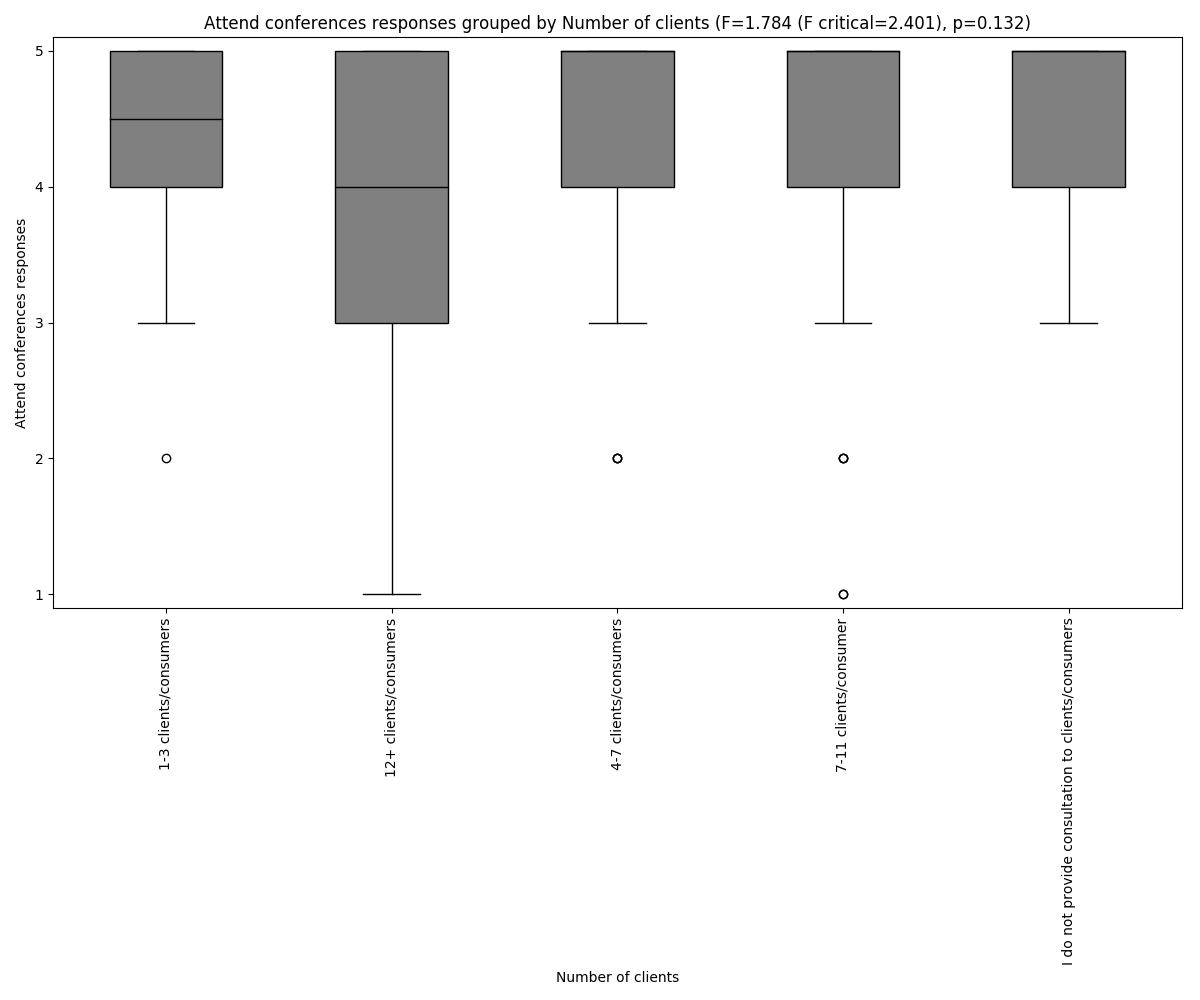 Attend conferences responses grouped by Number of clients (F=1.784 (F critical=2.401), p=0.132)
Attend conferences responses
5
4
3
2
1
1-3 clients/consumers
12+ clients/consumers
4-7 clients/consumers
7-11 clients/consumer
I do not provide consultation to clients/consumers
Number of clients